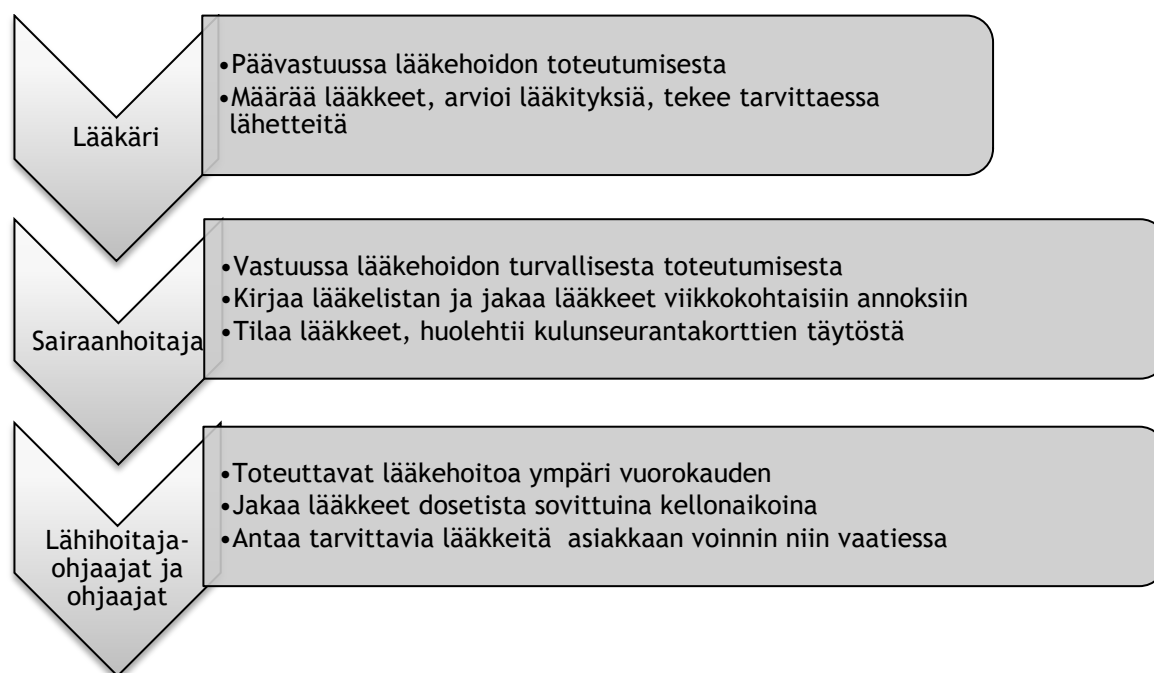 Lääkäri
•Päävastuussa lääkehoidon toteutumisesta
•Määrää lääkkeet, arvioi lääkityksiä, tekee tarvittaessa
lähetteitä
Sairaanhoitaja
•Vastuussa lääkehoidon turvallisesta toteutumisesta
•Kirjaa lääkelistan ja jakaa lääkkeet viikkokohtaisiin annoksiin
•Tilaa lääkkeet, huolehtii kulunseurantakorttien täytöstä
Lähihoitaja-
ohjaajat ja
ohjaajat
•Toteuttavat lääkehoitoa ympäri vuorokauden
•Jakaa lääkkeet dosetista sovittuina kellonaikoina
•Antaa tarvittavia lääkkeitä  asiakkaan voinnin niin vaatiessa